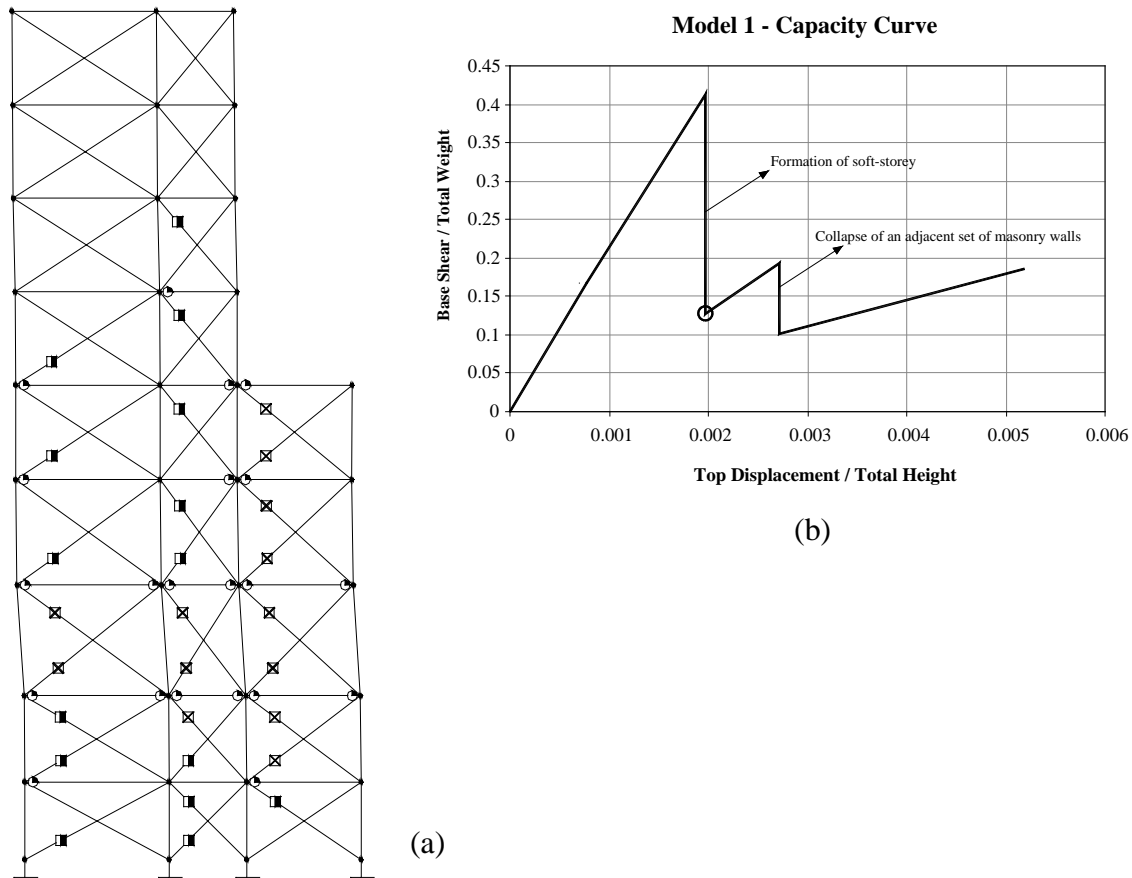 Model 1 - Capacity Curve
Base Shear / Total Weight
0.45
0.4
0.35
0.3
0.25
0.2
0.15
0.1
0.05
0
Formation of soft-storey
Collapse of an adjacent set of masonry walls
0 0.001 0.002 0.003 0.004 0.005 0.006
Top Displacement / Total Height
(b)
(a)